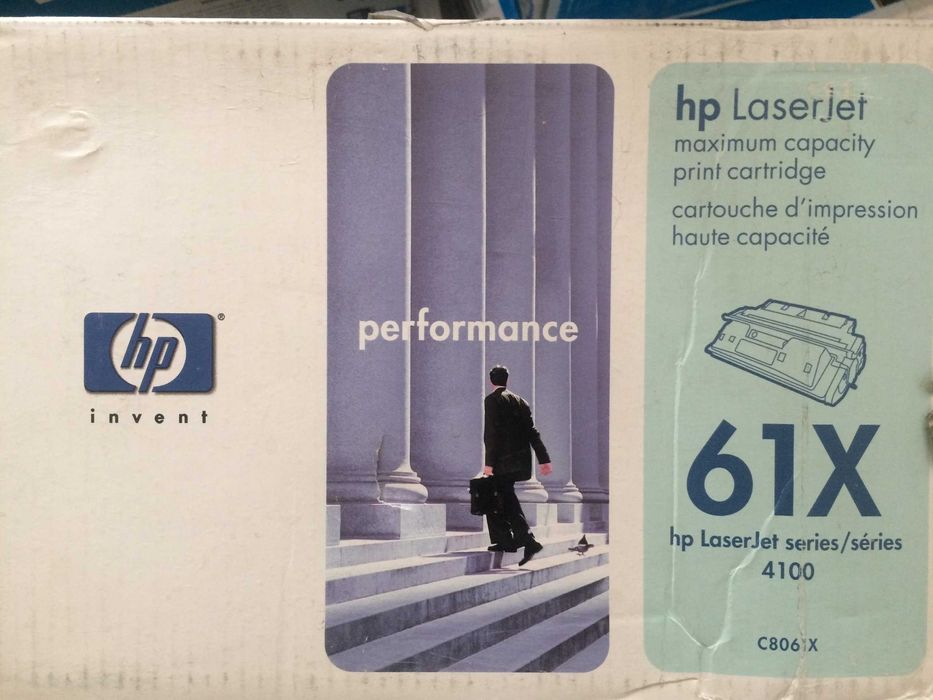 hp ®
invent
performance
hp LaserJet
maximum capacity
print cartridge
cartouche d'impression
haute capacité
61X
hp LaserJet series/séries
4100
C8061X